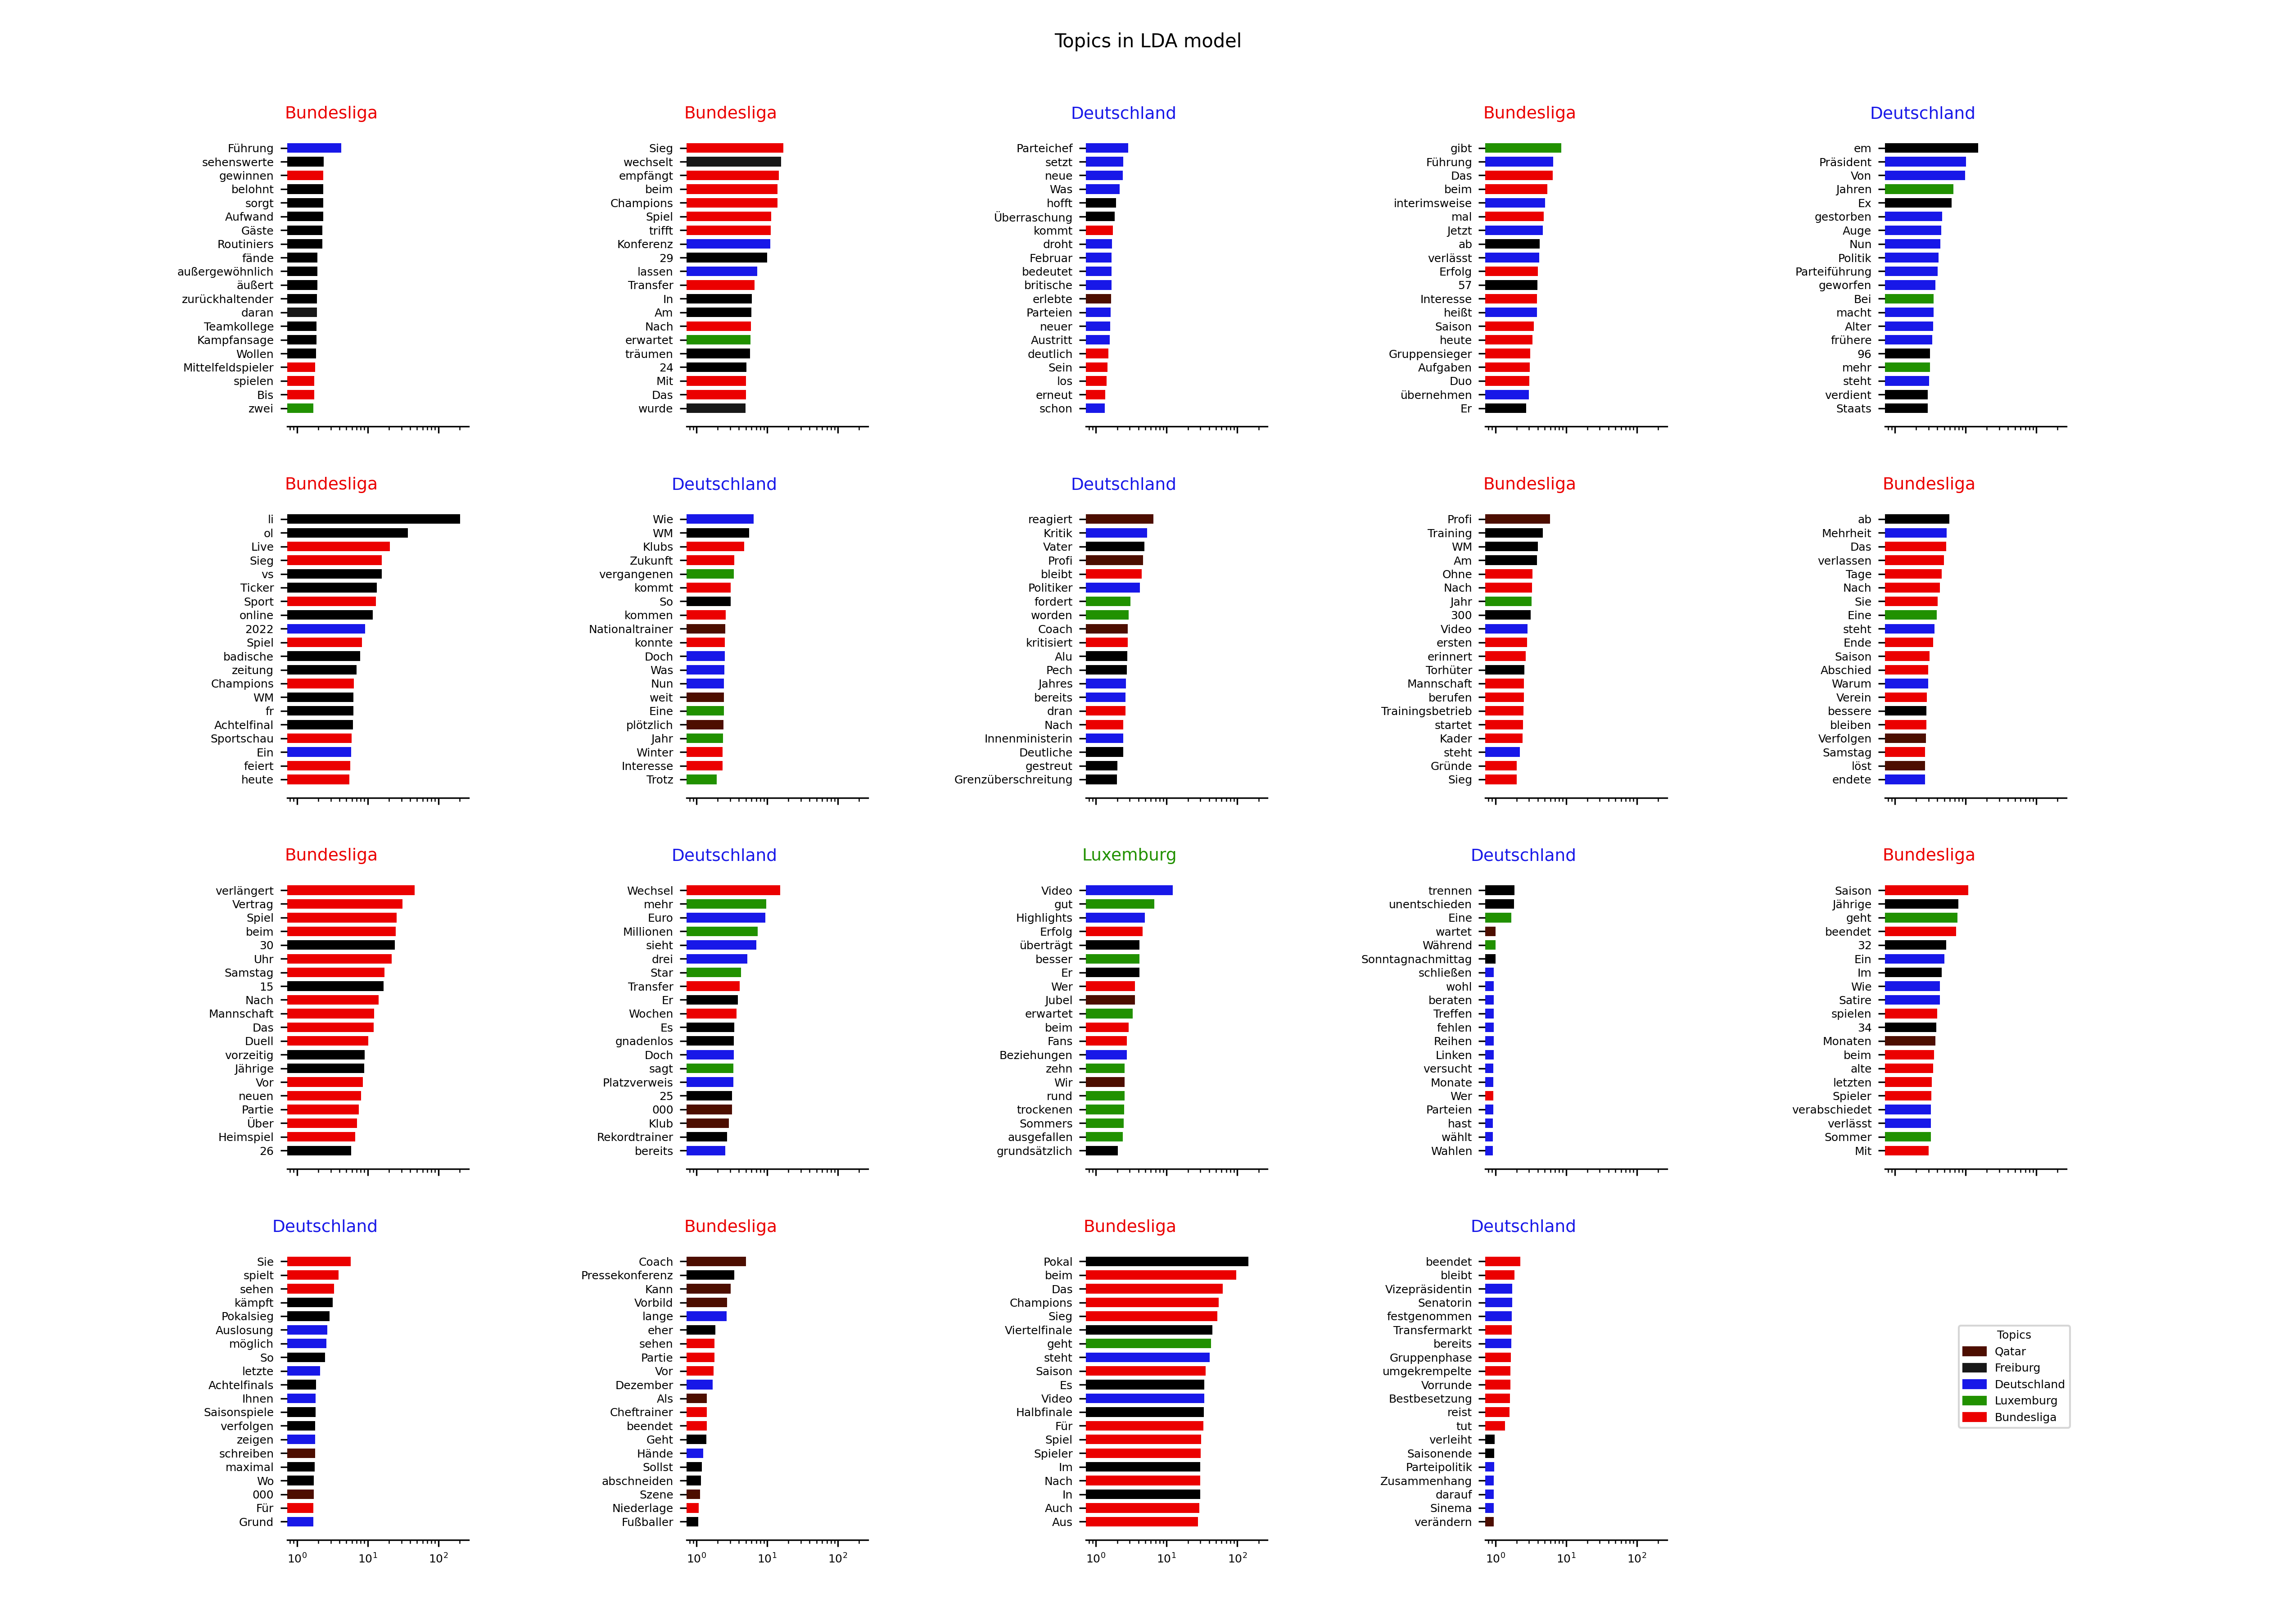 Topics in LDA model
Bundesliga
Führung
sehenswerte
gewinnen
belohnt
sorgt
Aufwand
Gäste
Routiniers
fände
außergewöhnlich
äußert
zurückhaltender
daran
Teamkollege
Kampfansage
Wollen
Mittelfeldspieler
spielen
Bis
zwei
Bundesliga
Sieg
wechselt
empfängt
beim
Champions
Spiel
trifft
Konferenz
29
lassen
Transfer
In
Am
Nach
erwartet
träumen
24
Mit
Das
wurde
Deutschland
Parteichef
setzt
neue
Was
hofft
Überraschung
kommt
droht
Februar
bedeutet
britische
erlebte
Parteien
neuer
Austritt
deutlich
Sein
los
erneut
schon
Bundesliga
gibt
Führung
Das
beim
interimsweise
mal
Jetzt
ab
verlässt
Erfolg
57
Interesse
heißt
Saison
heute
Gruppensieger
Aufgaben
Duo
übernehmen
Er
Deutschland
em
Präsident
Von
Jahren
Ex
gestorben
Auge
Nun
Politik
Parteiführung
geworfen
Bei
macht
Alter
frühere
96
mehr
steht
verdient
Staats
Bundesliga
li
ol
Live
Sieg
vs
Ticker
Sport
online
2022
Spiel
badische
zeitung
Champions
WM
fr
Achtelfinal
Sportschau
Ein
feiert
heute
Deutschland
Wie
WM
Klubs
Zukunft
vergangenen
kommt
So
kommen
Nationaltrainer
konnte
Doch
Was
Nun
weit
Eine
plötzlich
Jahr
Winter
Interesse
Trotz
Deutschland
reagiert
Kritik
Vater
Profi
bleibt
Politiker
fordert
worden
Coach
kritisiert
Alu
Pech
Jahres
bereits
dran
Nach
Innenministerin
Deutliche
gestreut
Grenzüberschreitung
Bundesliga
Profi
Training
WM
Am
Ohne
Nach
Jahr
300
Video
ersten
erinnert
Torhüter
Mannschaft
berufen
Trainingsbetrieb
startet
Kader
steht
Gründe
Sieg
Bundesliga
ab
Mehrheit
Das
verlassen
Tage
Nach
Sie
Eine
steht
Ende
Saison
Abschied
Warum
Verein
bessere
bleiben
Verfolgen
Samstag
löst
endete
Bundesliga
verlängert
Vertrag
Spiel
beim
30
Uhr
Samstag
15
Nach
Mannschaft
Das
Duell
vorzeitig
Jährige
Vor
neuen
Partie
Über
Heimspiel
26
Deutschland
Wechsel
mehr
Euro
Millionen
sieht
drei
Star
Transfer
Er
Wochen
Es
gnadenlos
Doch
sagt
Platzverweis
25
000
Klub
Rekordtrainer
bereits
Luxemburg
Video
gut
Highlights
Erfolg
überträgt
besser
Er
Wer
Jubel
erwartet
beim
Fans
Beziehungen
zehn
Wir
rund
trockenen
Sommers
ausgefallen
grundsätzlich
Deutschland
trennen
unentschieden
Eine
wartet
Während
Sonntagnachmittag
schließen
wohl
beraten
Treffen
fehlen
Reihen
Linken
versucht
Monate
Wer
Parteien
hast
wählt
Wahlen
Bundesliga
Saison
Jährige
geht
beendet
32
Ein
Im
Wie
Satire
spielen
34
Monaten
beim
alte
letzten
Spieler
verabschiedet
verlässt
Sommer
Mit
Deutschland
Sie
spielt
sehen
kämpft
Pokalsieg
Auslosung
möglich
So
letzte
Achtelfinals
Ihnen
Saisonspiele
verfolgen
zeigen
schreiben
maximal
Wo
000
Für
Grund
10⁰ 10¹ 10²
Bundesliga
Coach
Pressekonferenz
Kann
Vorbild
lange
eher
sehen
Partie
Vor
Dezember
Als
Cheftrainer
beendet
Geht
Hände
Sollst
abschneiden
Szene
Niederlage
Fußballer
10⁰ 10¹ 10²
Bundesliga
Pokal
beim
Das
Champions
Sieg
Viertelfinale
geht
steht
Saison
Es
Video
Halbfinale
Für
Spiel
Spieler
Im
Nach
In
Auch
Aus
10⁰ 10¹ 10²
Deutschland
beendet
bleibt
Vizepräsidentin
Senatorin
festgenommen
Transfermarkt
bereits
Gruppenphase
umgekrempelte
Vorrunde
Bestbesetzung
reist
tut
verleiht
Saisonende
Parteipolitik
Zusammenhang
darauf
Sinema
verändern
10⁰ 10¹ 10²
Topics
Qatar
Freiburg
Deutschland
Luxemburg
Bundesliga